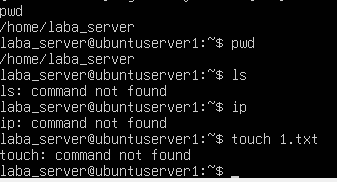 pwd
/home/laba_server
laba_server@ubuntuserver1:~$ pwd
/home/laba_server
laba_server@ubuntuserver1:~$ ls
ls: command not found
laba_server@ubuntuserver1:~$ ip
ip: command not found
laba_server@ubuntuserver1:~$ touch 1.txt
touch: command not found
laba_server@ubuntuserver1:~$ _